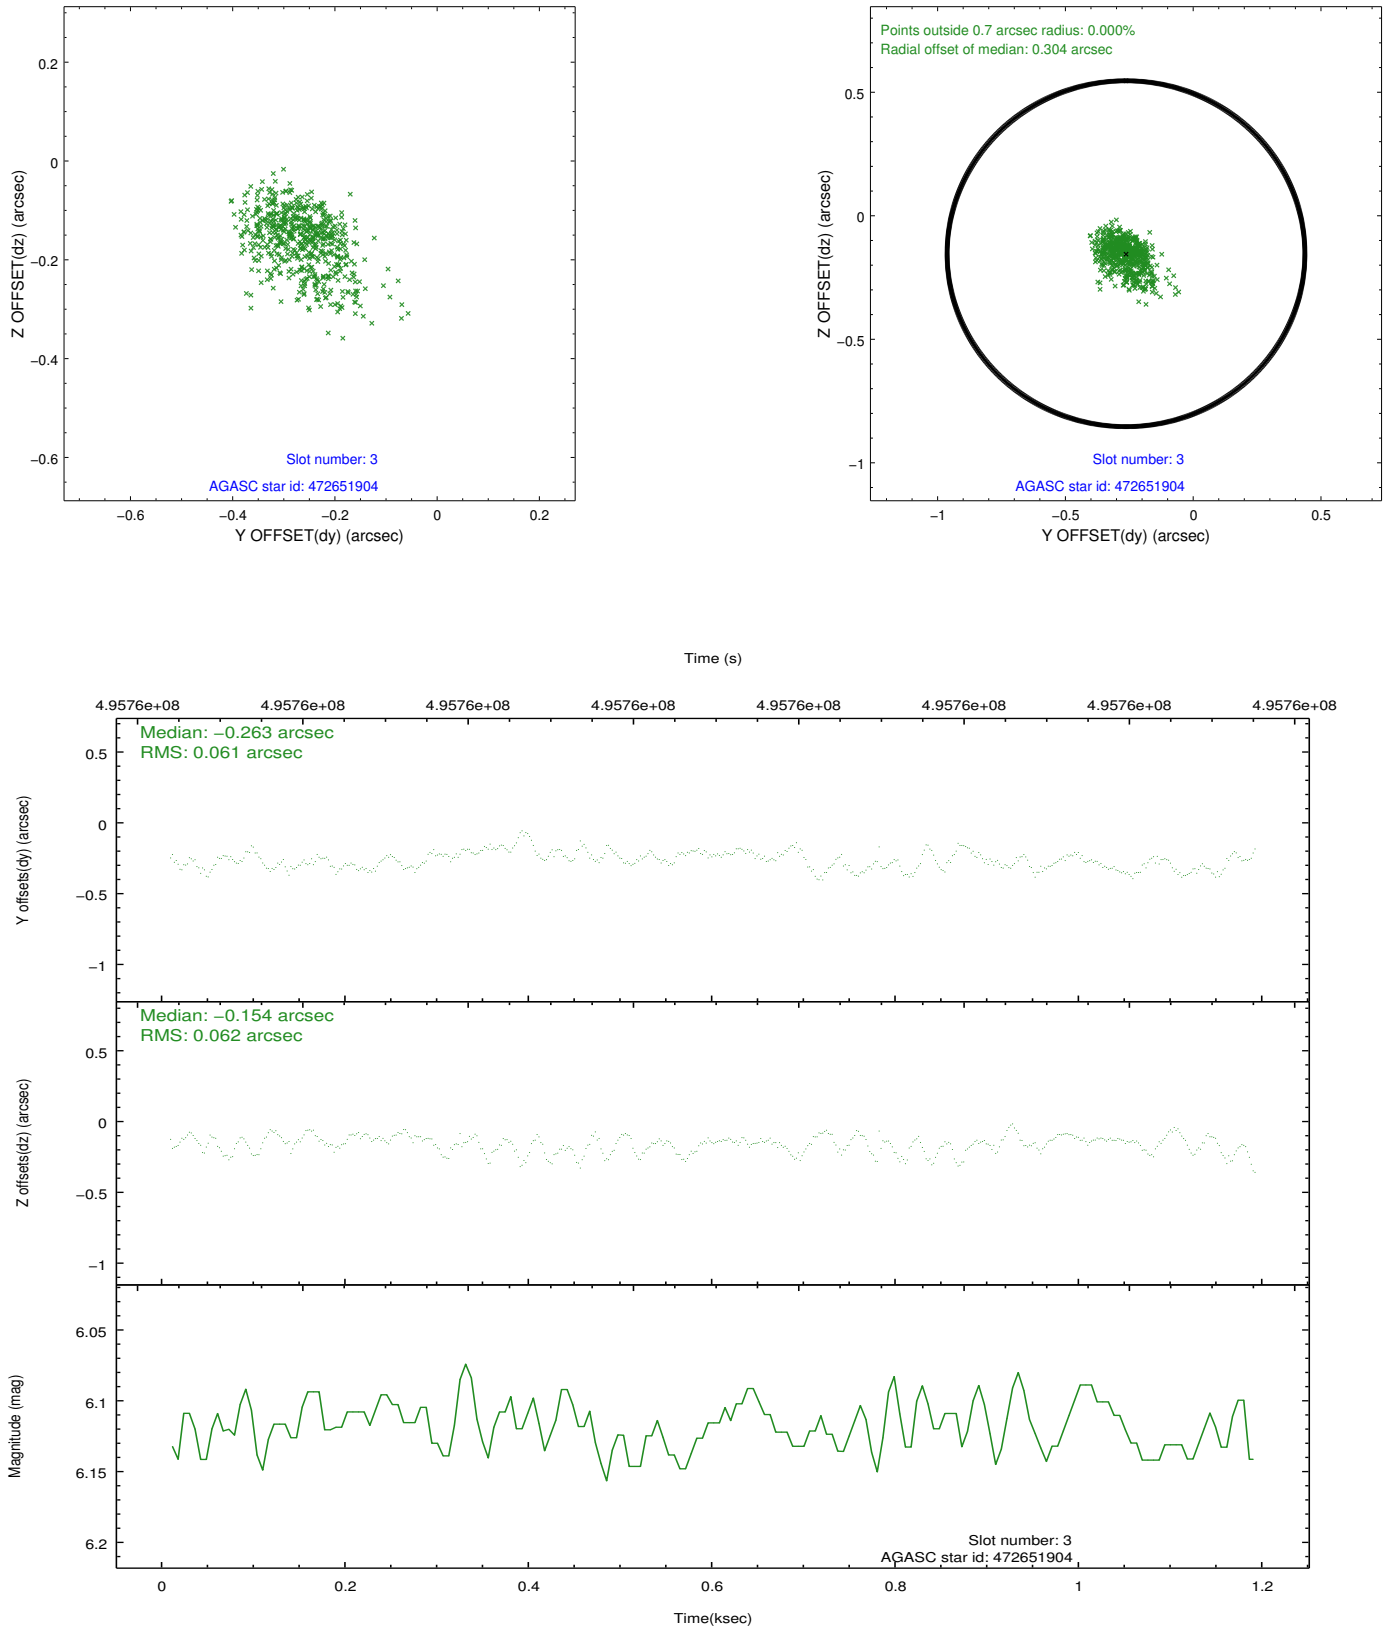 0.2
0
−0.2
−0.4
−0.6
Z OFFSET(dz) (arcsec)
Slot number: 3
AGASC star id: 472651904
−0.6 −0.4 −0.2 0 0.2
Y OFFSET(dy) (arcsec)
Points outside 0.7 arcsec radius: 0.000%
Radial offset of median: 0.304 arcsec
0.5
0
−0.5
−1
Z OFFSET(dz) (arcsec)
Slot number: 3
AGASC star id: 472651904
−1 −0.5 0 0.5
Y OFFSET(dy) (arcsec)
Time (s)
4.9576e+08 4.9576e+08 4.9576e+08 4.9576e+08 4.9576e+08 4.9576e+08 4.9576e+08 4.9576e+08
Median: −0.263 arcsec
RMS: 0.061 arcsec
0.5
0
−0.5
−1
Y offsets(dy) (arcsec)
Median: −0.154 arcsec
RMS: 0.062 arcsec
0.5
0
−0.5
−1
Z offsets(dz) (arcsec)
6.05
6.1
6.15
6.2
Magnitude (mag)
Slot number: 3
AGASC star id: 472651904
0 0.2 0.4 0.6 0.8 1 1.2
Time(ksec)